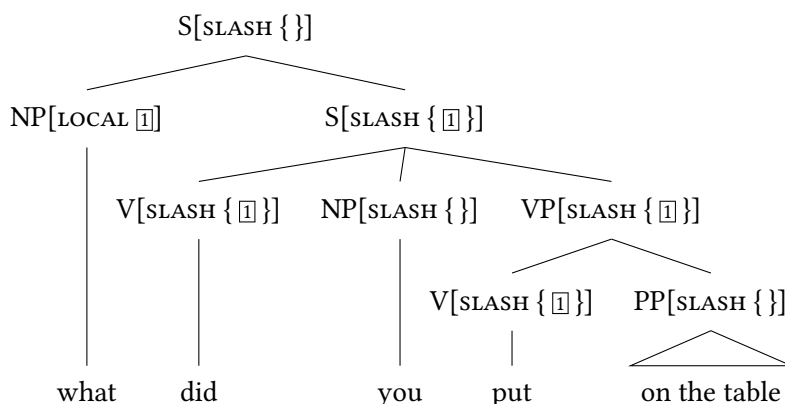 S[SLASH { }]
NP[LOCAL 1] S[SLASH { 1 }]
V[SLASH { 1 }] NP[SLASH { }] VP[SLASH { 1 }]
V[SLASH { 1 }] PP[SLASH { }]
what did you put on the table